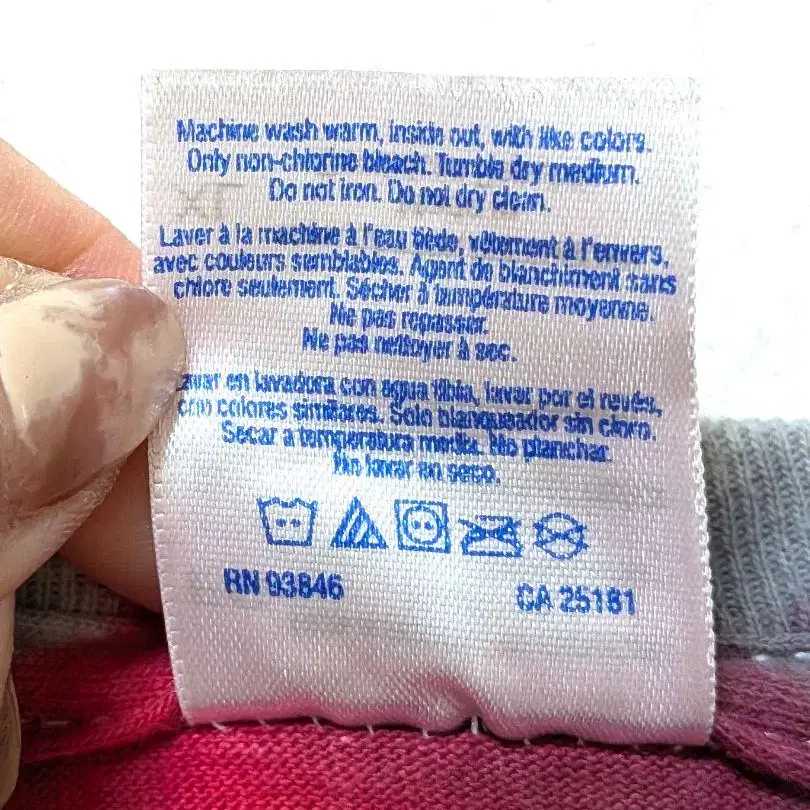 Machine wash warm, inside out, with like colors.
Only non-chlorine bleach. Tumble dry medium.
Do not iron. Do not dry clean.
Laver à la machine à l'eau tiède, vêtement à l'envers,
avec couleurs semblables. Agent de blanchiment sans
chlore seulement. Sécher à température moyenne.
Ne pas repasser.
Ne pas nettoyer à sec.
avar en lavadora con agua tibia, lavar por el revés,
con colores similares. Solo blanqueador sin cloro.
Secar a temperatura media. No planchar.
No lavar en seco.
RN 93846
CA 25181